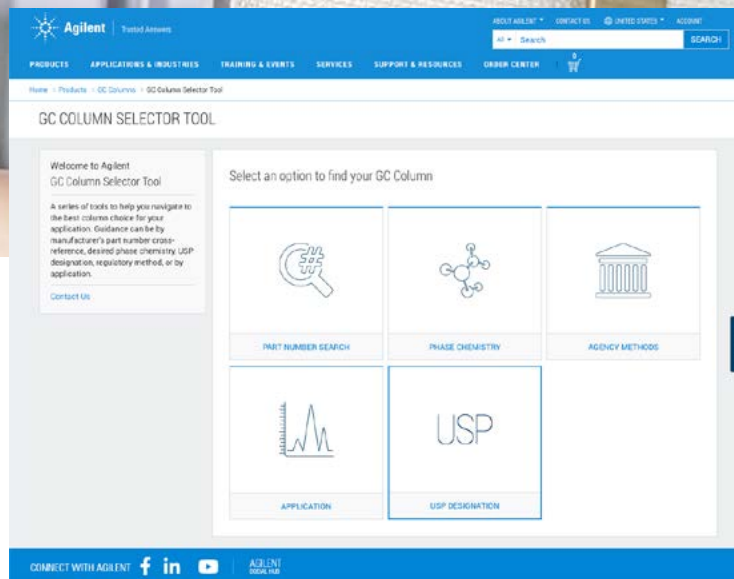 Agilent Trusted Answers
ABOUT AGILENT CONTACT US UNITED STATES ACCOUNT
All Search SEARCH
PRODUCTS APPLICATIONS & INDUSTRIES TRAINING & EVENTS SERVICES SUPPORT & RESOURCES ORDER CENTER 0
Home Products GC Columns GC Column Selector Tool
GC COLUMN SELECTOR TOOL
Welcome to Agilent
GC Column Selector Tool
A series of tools to help you navigate to
the best column choice for your
application. Guidance can be by
manufacturer's part number cross-
reference, desired phase chemistry, USP
designation, regulatory method, or by
application.
Contact Us
Select an option to find your GC Column
#
PART NUMBER SEARCH
PHASE CHEMISTRY
AGENCY METHODS
APPLICATION
USP
USP DESIGNATION
CONNECT WITH AGILENT f in AGILENT
SOCIAL HUB